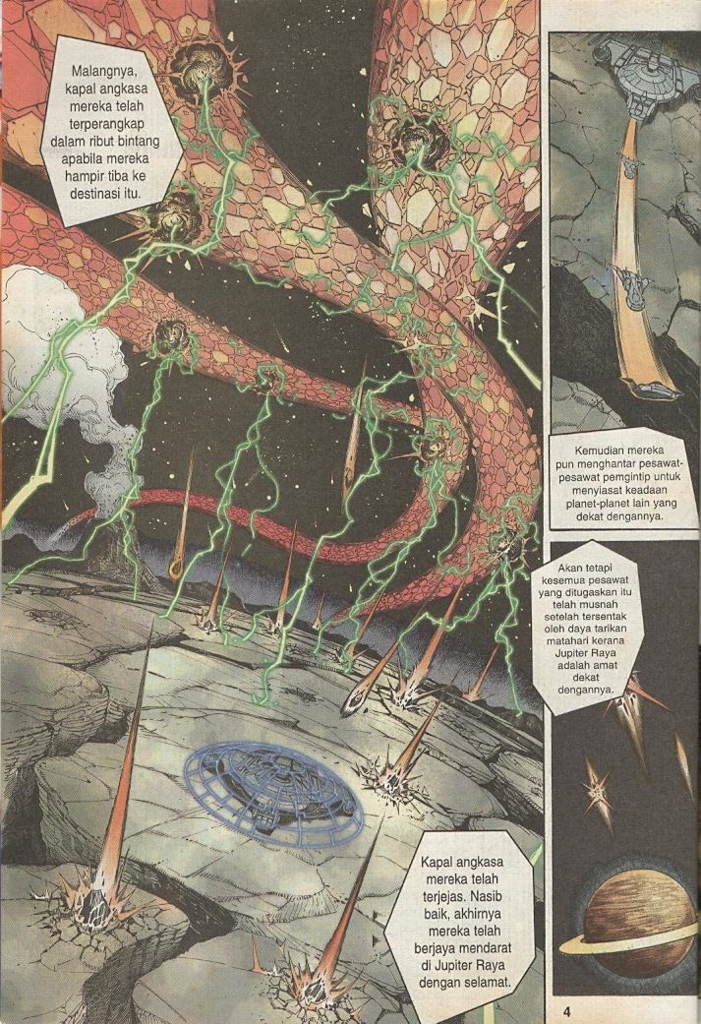 Malangnya,
kapal angkasa
mereka telah
terperangkap
dalam ribut bintang
apabila mereka
hampir tiba ke
destinasi itu.
Kapal angkasa
mereka telah
terjejas. Nasib
baik, akhirnya
mereka telah
berjaya mendarat
di Jupiter Raya
dengan selamat.
Kemudian mereka
pun menghantar pesawat-
pesawat pemgintip untuk
menyiasat keadaan
planet-planet lain yang
dekat dengannya.
Akan tetapi
kesemua pesawat
yang ditugaskan itu
telah musnah
setelah tersentak
oleh daya tarikan
matahari kerana
Jupiter Raya
adalah amat
dekat
dengannya.
4